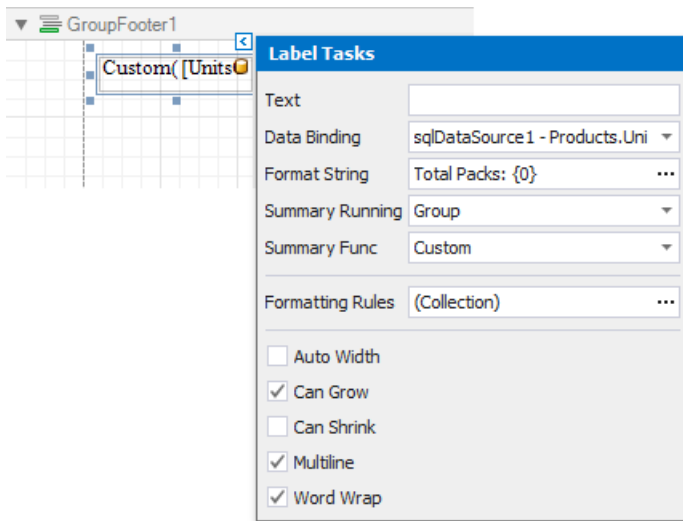 GroupFooter1
Custom( [Units
Label Tasks
Text
Data Binding sqlDataSource1 - Products.Uni
Format String Total Packs: {0} ...
Summary Running Group
Summary Func Custom
Formatting Rules (Collection) ...
Auto Width
Can Grow
Can Shrink
Multiline
Word Wrap